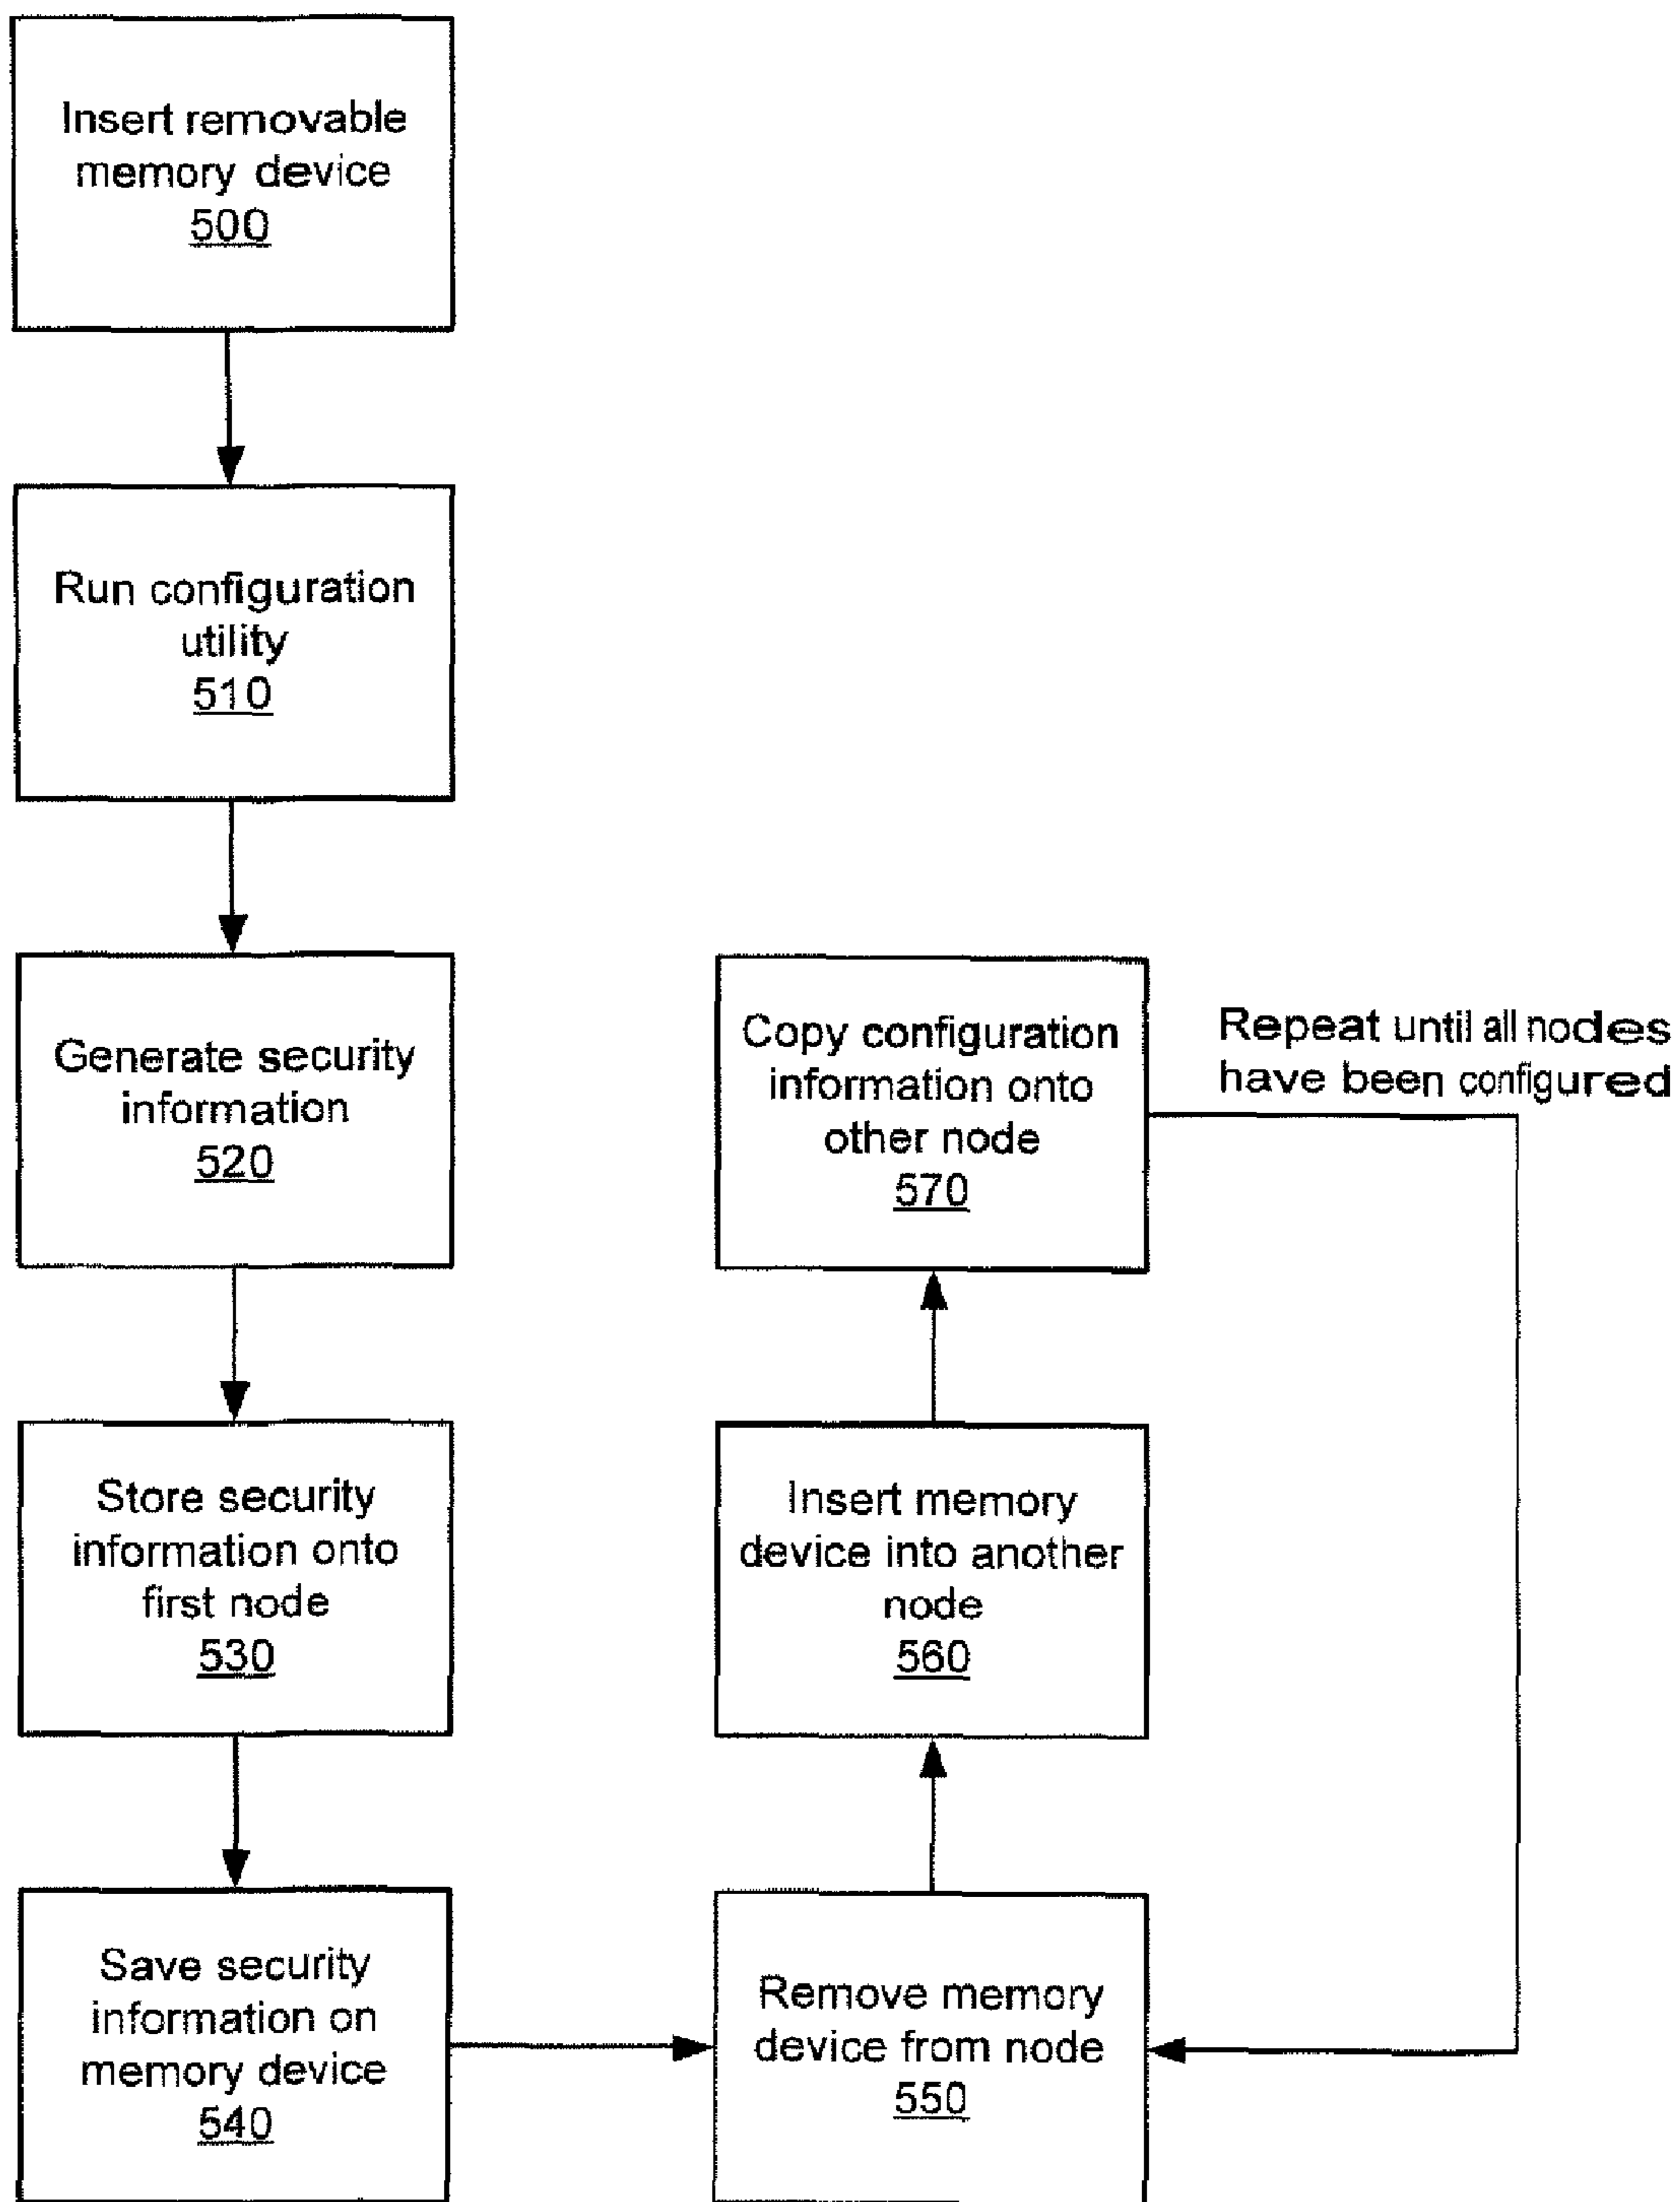 Insert removable
memory device
500
Run configuration
utility
510
Generate security
information
520
Store security
information onto
first node
530
Save security
information on
memory device
540
Remove memory
device from node
550
Insert memory
device into another
node
560
Copy configuration
information onto
other node
570
Repeat until all nodes
have been configured